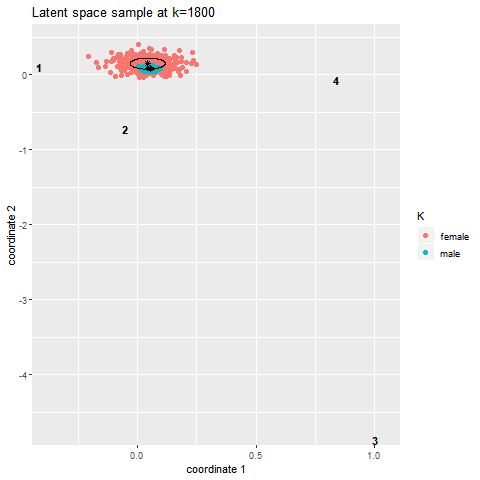 Latent space sample at k=1800
0
-1
-2
-3
-4
coordinate 2
1
2
3
4
0.0
0.5
1.0
coordinate 1
K
female
male